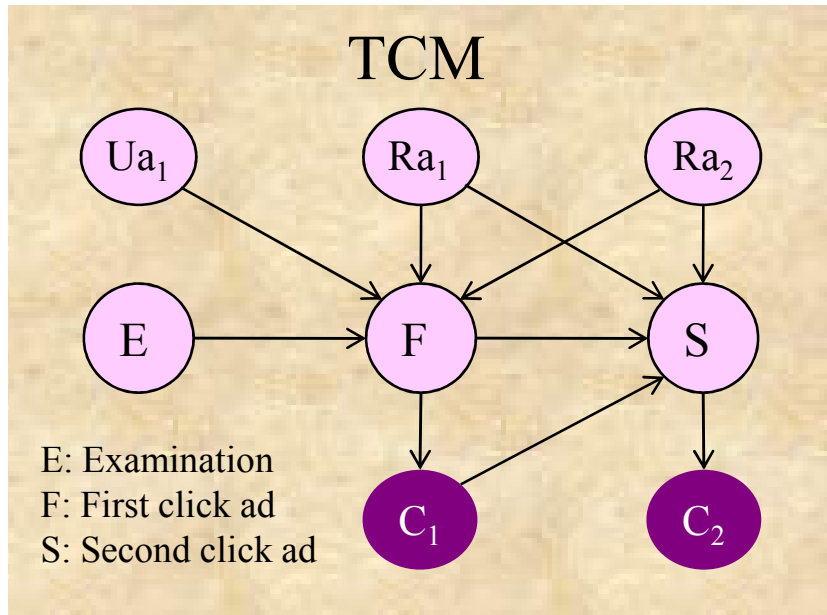 TCM
Ua₁ Ra₁ Ra₂
E F S
E: Examination
F: First click ad
S: Second click ad
C₁ C₂